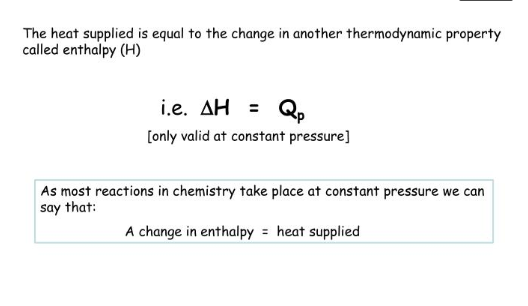 The heat supplied is equal to the change in another thermodynamic property
called enthalpy (H)
i.e. ΔH = Qp
[only valid at constant pressure]
As most reactions in chemistry take place at constant pressure we can
say that:
A change in enthalpy = heat supplied